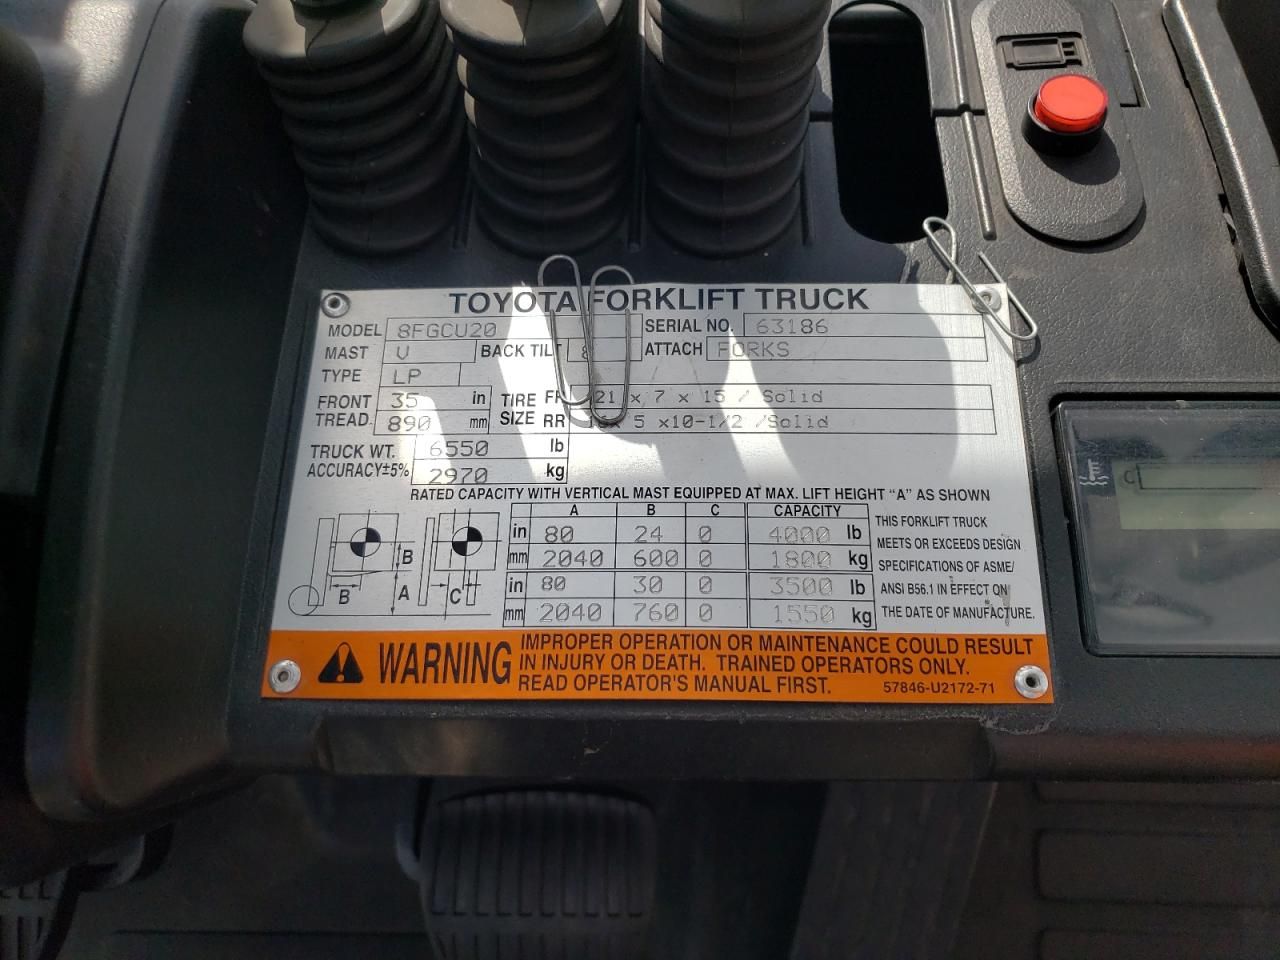 TOYOTA FORKLIFT TRUCK
MODEL 8FGCU20 SERIAL NO. 63186
MAST V BACK TILT 8 ATTACH FORKS
TYPE LP
FRONT TREAD. 35 in TIRE SIZE FR 21 x 7 x 15 / Solid
890 mm RR 16x 5 x10-1/2 /Solid
TRUCK WT. 6550 lb
ACCURACY±5% 2970 kg
RATED CAPACITY WITH VERTICAL MAST EQUIPPED AT MAX. LIFT HEIGHT "A" AS SHOWN
A B C CAPACITY
in 80 24 0 4000 lb
mm 2040 600 0 1800 kg
in 80 30 0 3500 lb
mm 2040 760 0 1550 kg
B
B A C
THIS FORKLIFT TRUCK
MEETS OR EXCEEDS DESIGN
SPECIFICATIONS OF ASME/
ANSI B56.1 IN EFFECT ON
THE DATE OF MANUFACTURE.
WARNING
IMPROPER OPERATION OR MAINTENANCE COULD RESULT
IN INJURY OR DEATH. TRAINED OPERATORS ONLY.
READ OPERATOR'S MANUAL FIRST. 57846-U2172-71
C